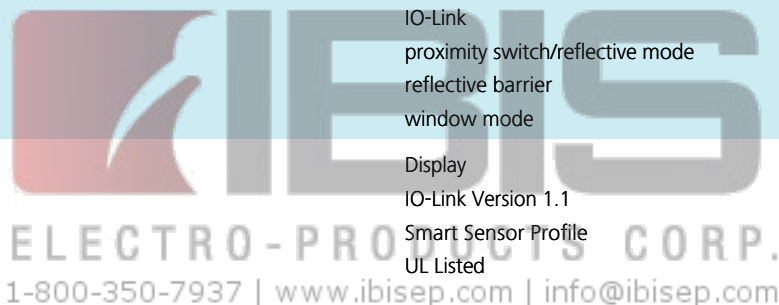 IO-Link
proximity switch/reflective mode
reflective barrier
window mode
Display
IO-Link Version 1.1
Smart Sensor Profile
UL Listed
IBIS
ELECTRO-PRODUCTS CORP.
1-800-350-7937 | www.ibisep.com | info@ibisep.com